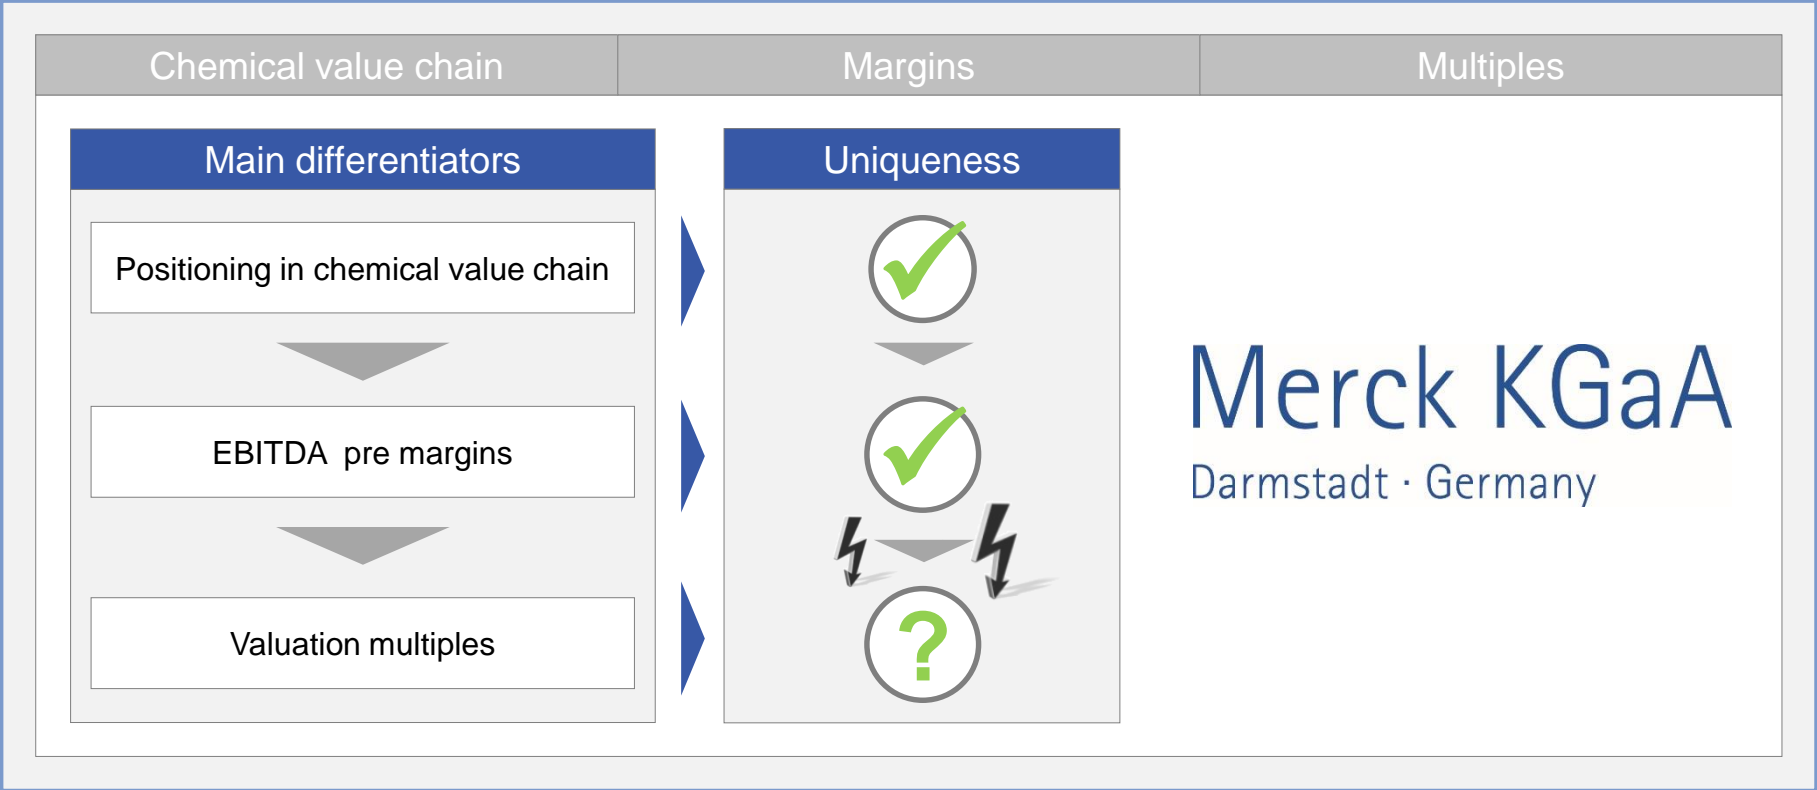 Chemical value chain
Margins
Multiples
Main differentiators
Uniqueness
Positioning in chemical value chain
EBITDA pre margins
Valuation multiples
?
Merck KGaA
Darmstadt · Germany